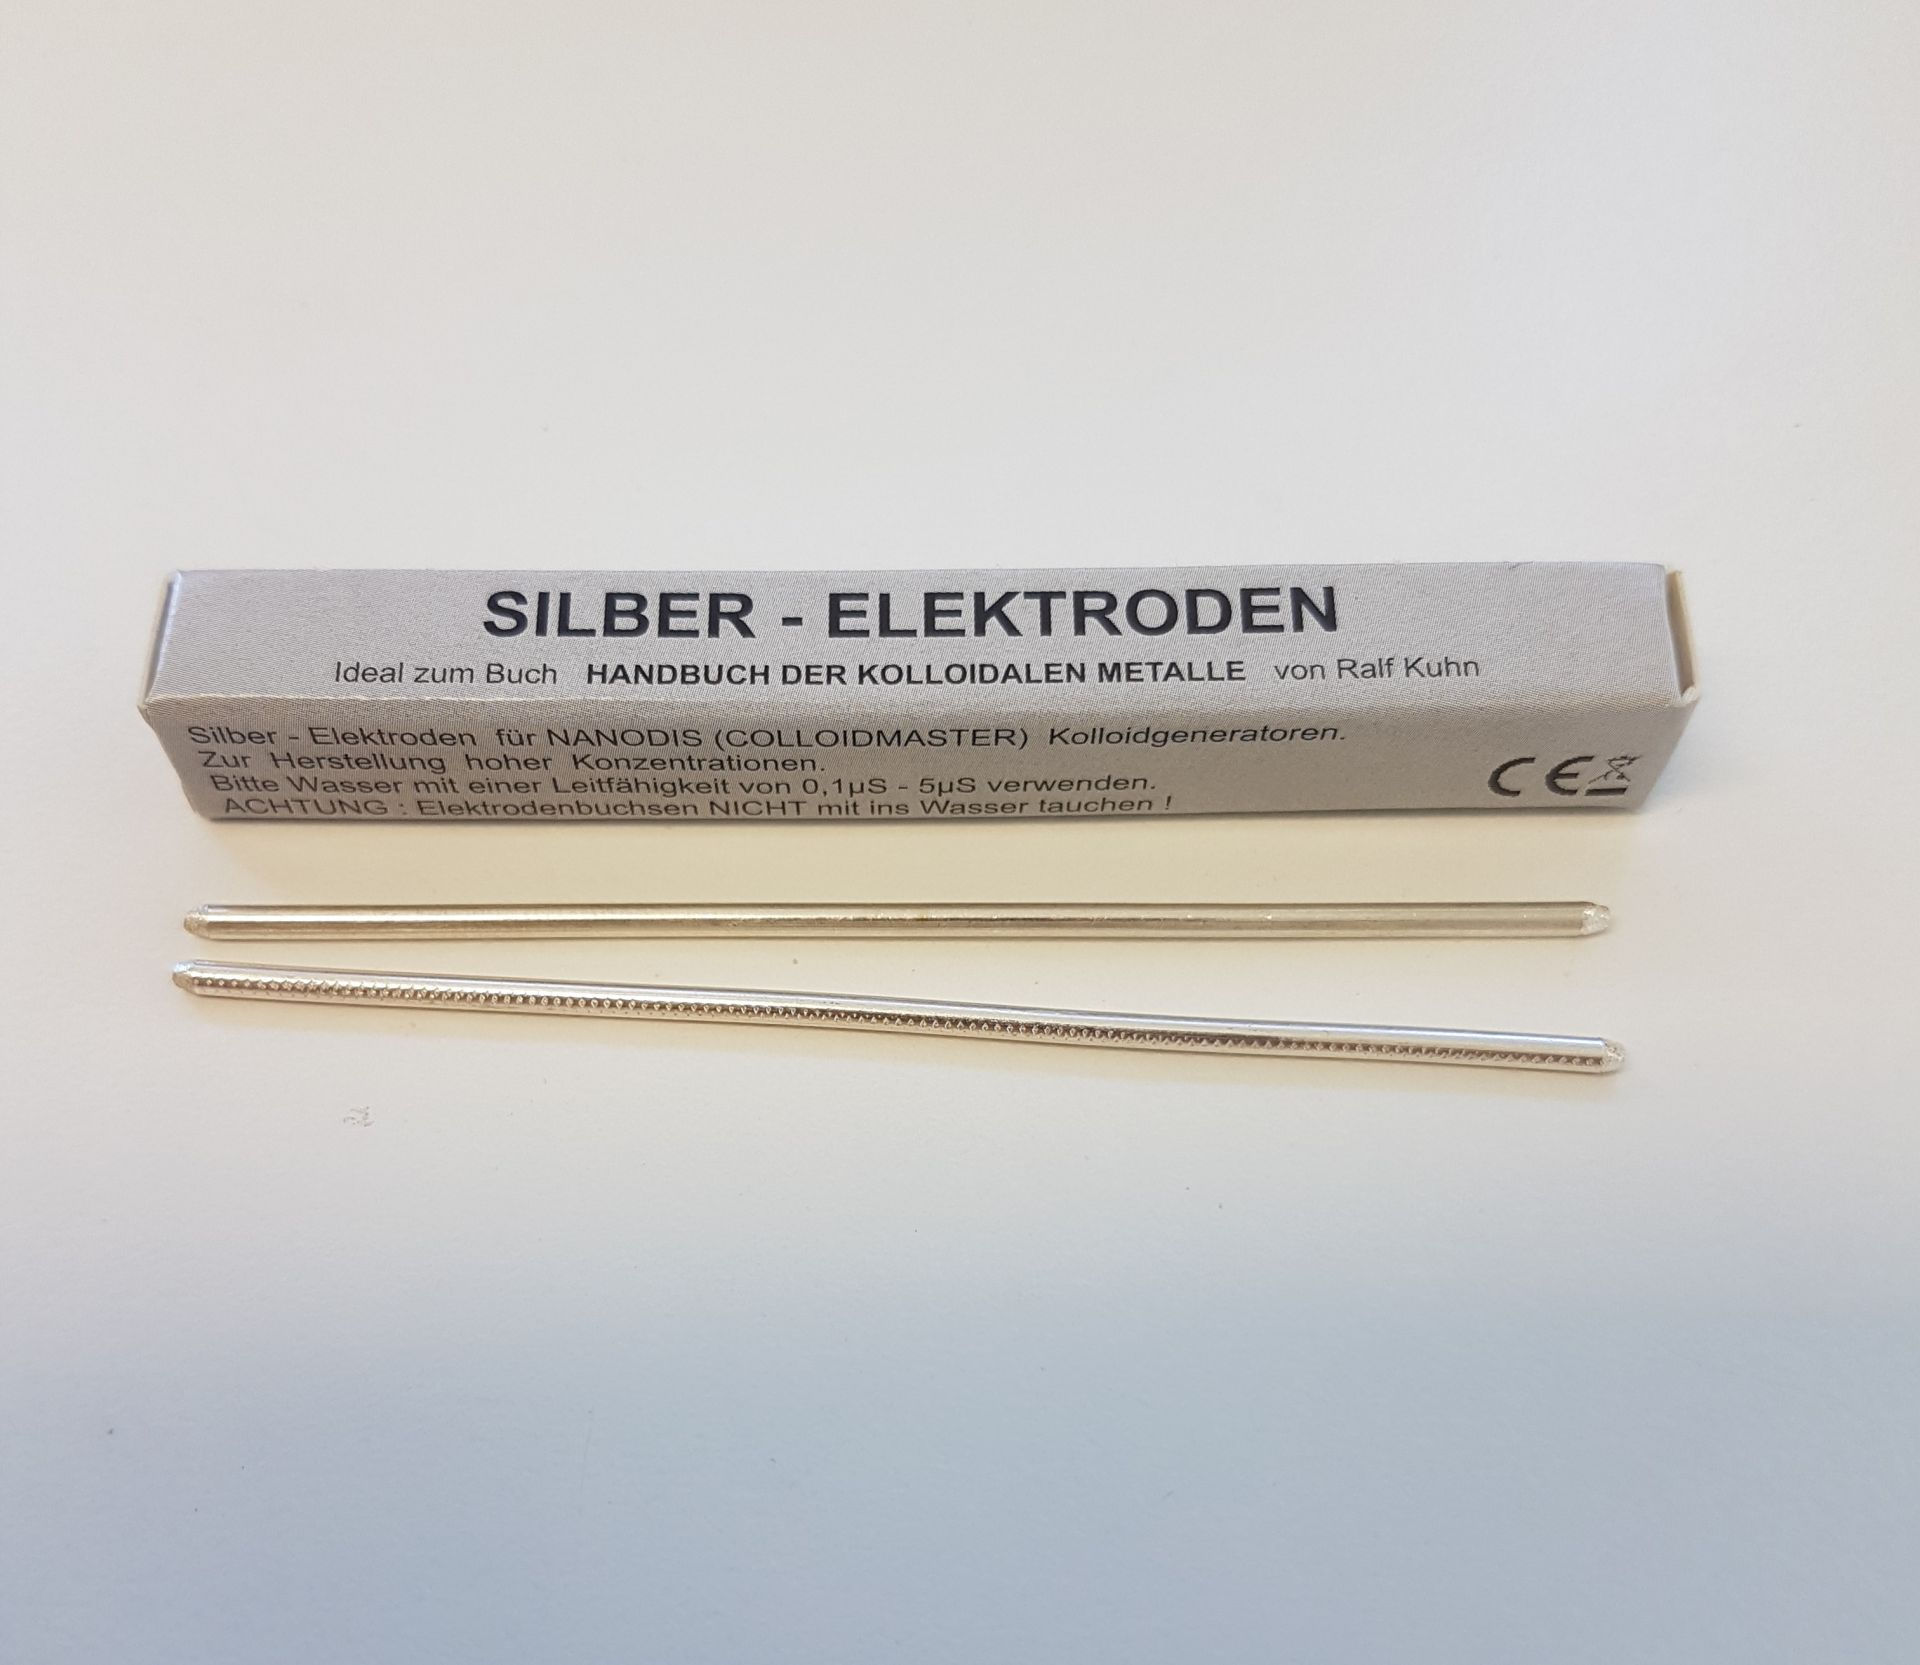 SILBER - ELEKTRODEN
Ideal zum Buch HANDBUCH DER KOLLOIDALEN METALLE von Ralf Kuhn
Silber - Elektroden für NANODIS (COLLOIDMASTER) Kolloidgeneratoren.
Zur Herstellung hoher Konzentrationen.
Bitte Wasser mit einer Leitfähigkeit von 0,1µS - 5µS verwenden.
ACHTUNG : Elektrodenbuchsen NICHT mit ins Wasser tauchen !
CE